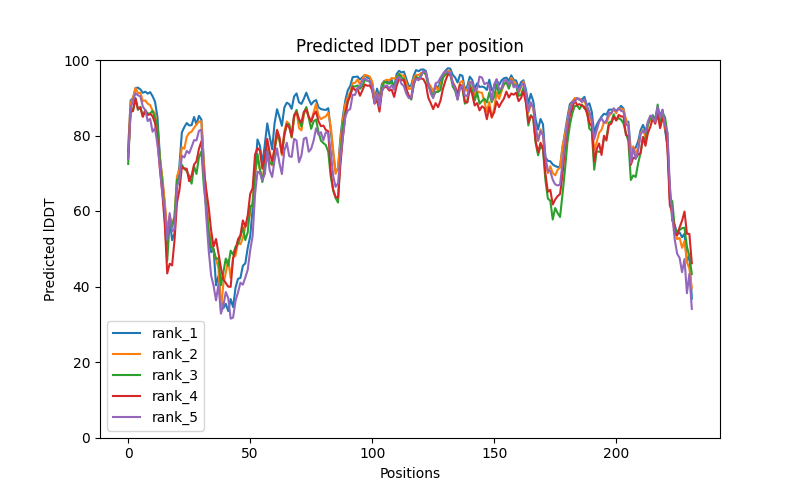 Predicted lDDT per position
Predicted lDDT
100
80
60
40
20
0
rank_1
rank_2
rank_3
rank_4
rank_5
0 50 100 150 200
Positions